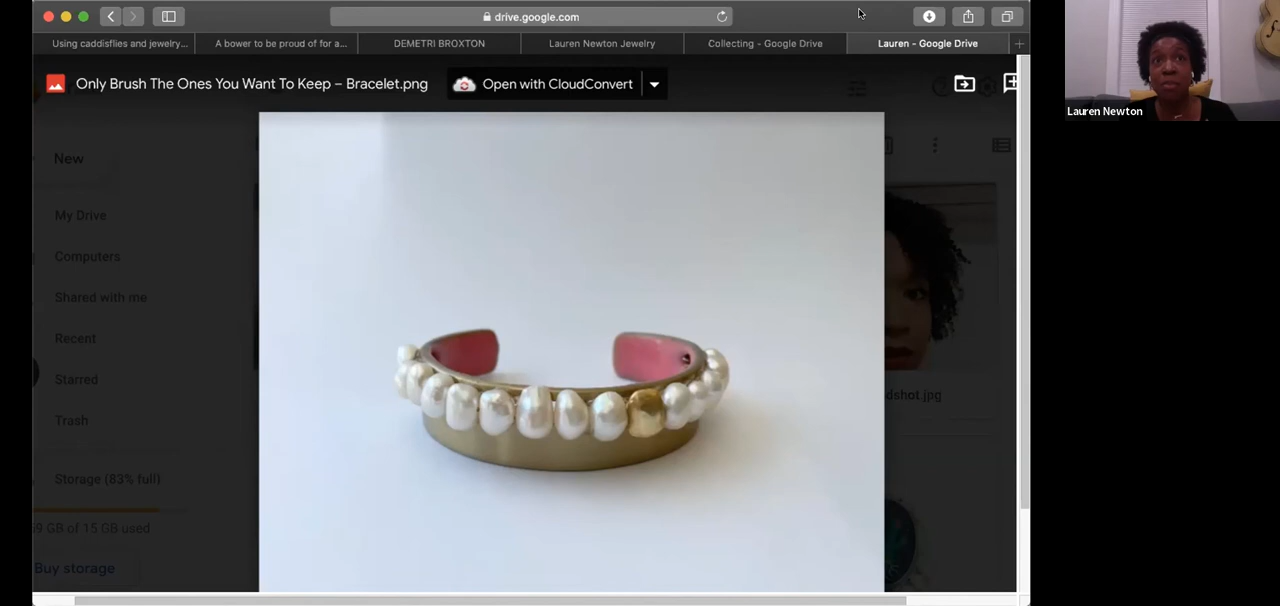 drive.google.com
Using caddisflies and jewelry...
A bower to be proud of for a...
DEMETRI BROXTON
Lauren Newton Jewelry
Collecting - Google Drive
Lauren - Google Drive
Only Brush The Ones You Want To Keep – Bracelet.png
Open with CloudConvert
Lauren Newton
New
My Drive
Computers
Shared with me
Recent
Starred
dshot.jpg
Trash
Storage (83% full)
9 GB of 15 GB used
Buy storage